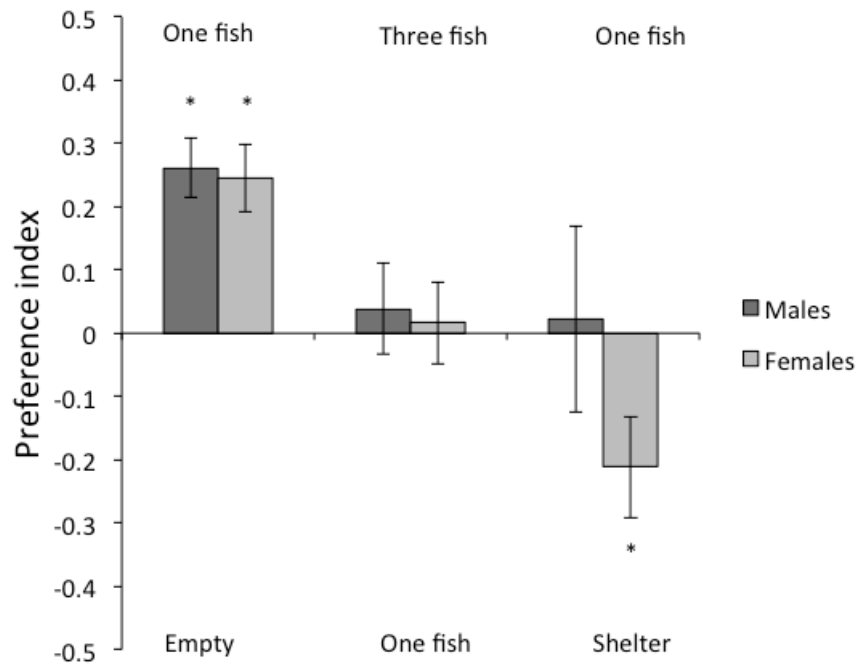 0.5
One fish
Three fish
One fish
0.4
*
*
0.3
0.2
0.1
0
-0.1
-0.2
-0.3
*
-0.4
-0.5
Empty
One fish
Shelter
Preference index
Males
Females